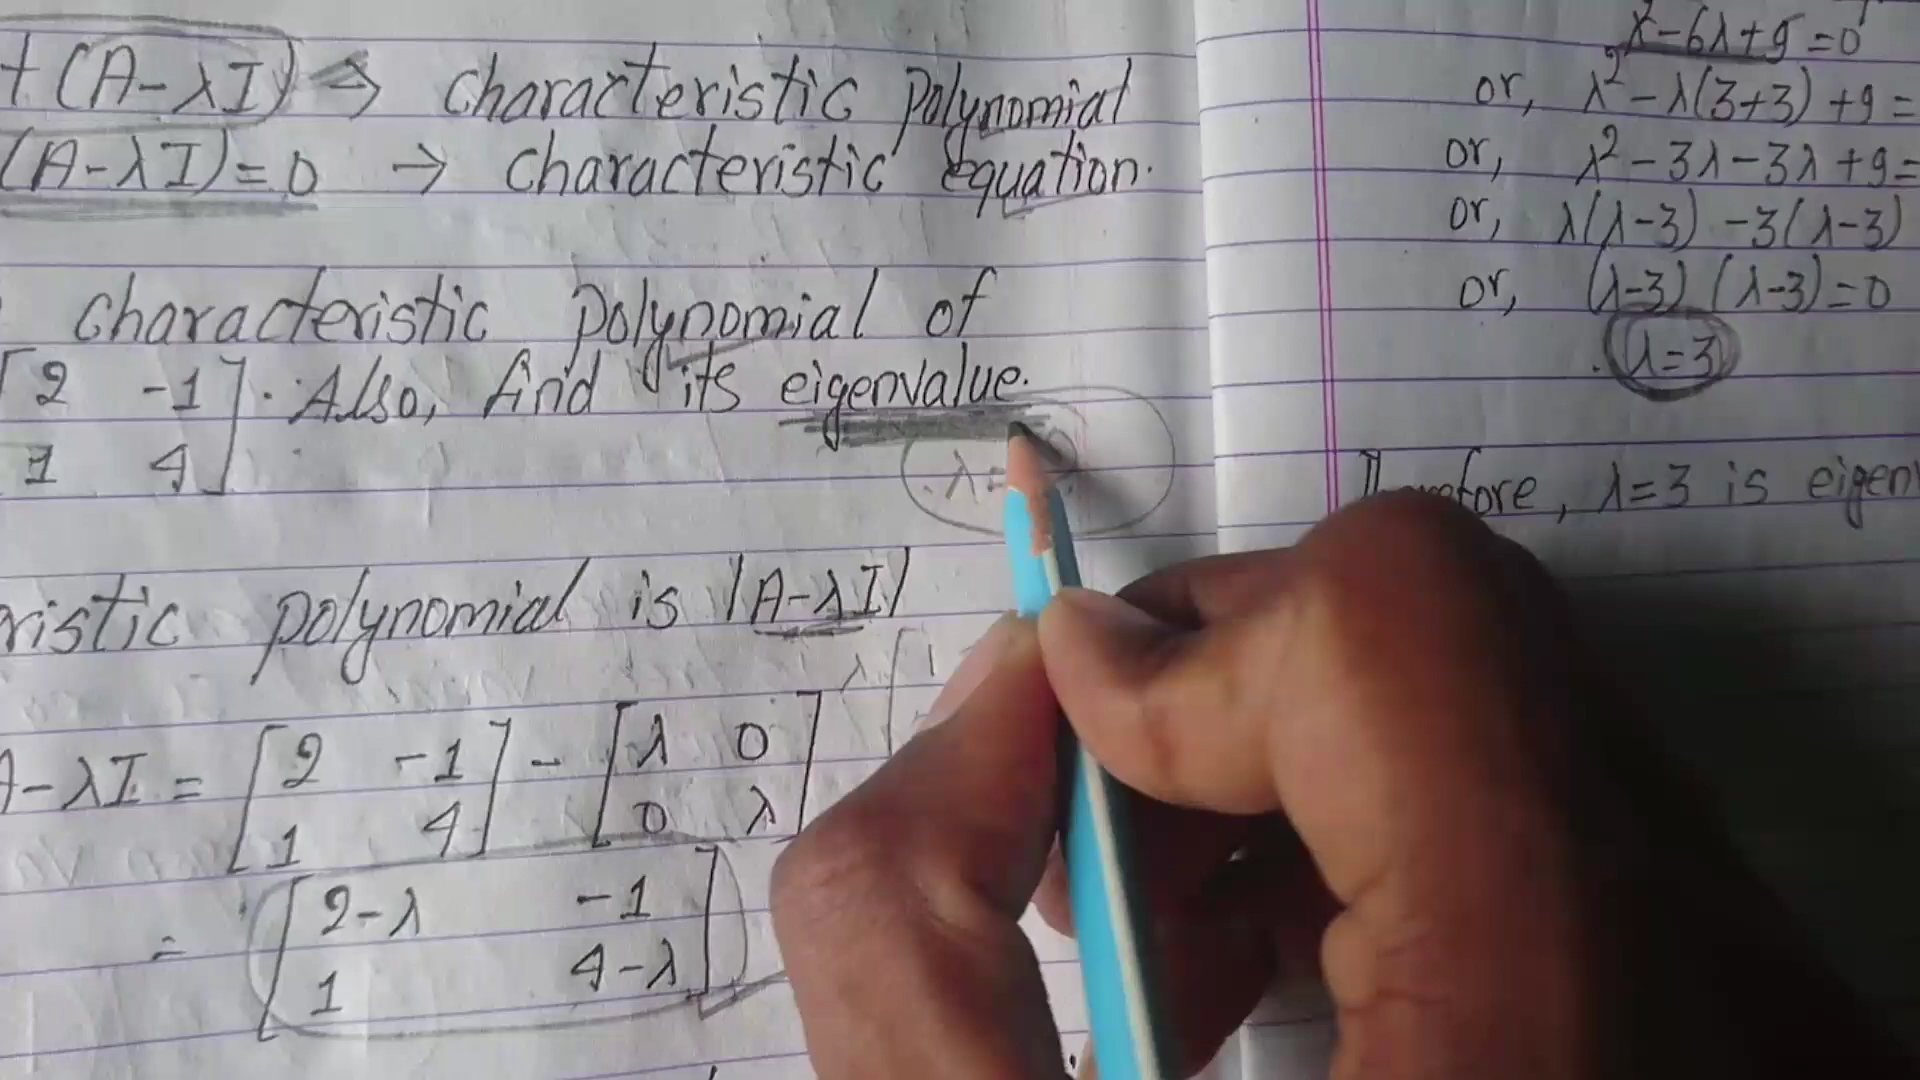 t (A-λI) → characteristic polynomial
(A-λI)=0 → characteristic equation.
characteristic polynomial of
[2 -1]. Also, find its eigenvalue.
1 4]
λ=
ristic polynomial is |A-λI|
A-λI = [2 -1] - [λ 0]
1 4 0 λ
= [2-λ -1]
1 4-λ
λ²-6λ+9=0
or, λ²-λ(3+3)+9=
or, λ²-3λ-3λ+9=
or, λ(λ-3) -3(λ-3)
or, (λ-3) (λ-3)=0
λ=3
Therefore, λ=3 is eigenv